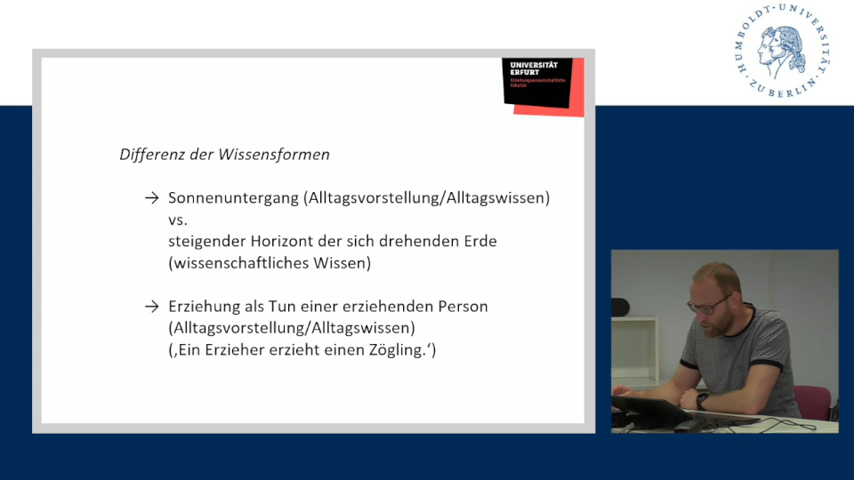 HUMBOLDT-UNIVERSITÄT
ZU BERLIN
UNIVERSITÄT
ERFURT
Erziehungswissenschaftliche
Fakultät
Differenz der Wissensformen
→ Sonnenuntergang (Alltagsvorstellung/Alltagswissen)
vs.
steigender Horizont der sich drehenden Erde
(wissenschaftliches Wissen)
→ Erziehung als Tun einer erziehenden Person
(Alltagsvorstellung/Alltagswissen)
(‚Ein Erzieher erzieht einen Zögling.‘)